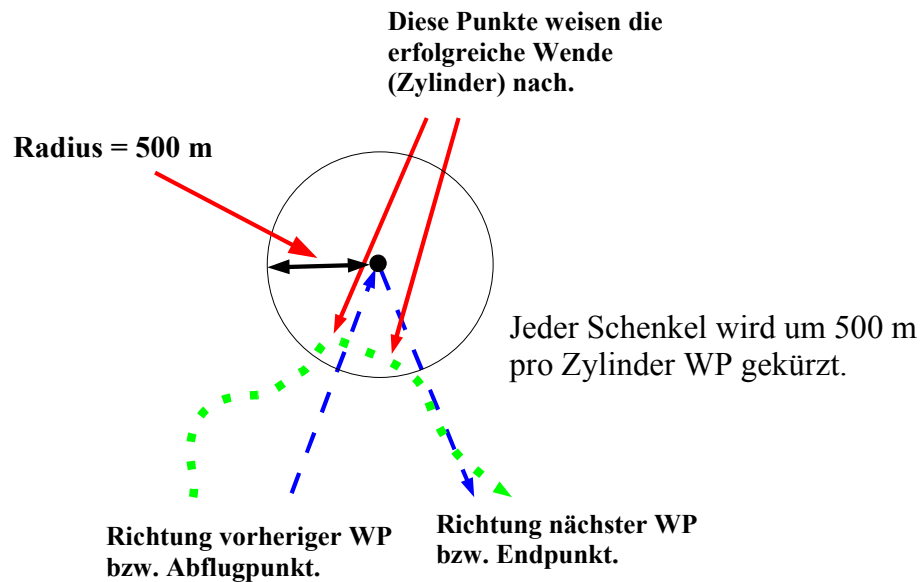 Diese Punkte weisen die
erfolgreiche Wende
(Zylinder) nach.
Radius = 500 m
Jeder Schenkel wird um 500 m
pro Zylinder WP gekürzt.
Richtung vorheriger WP
bzw. Abflugpunkt.
Richtung nächster WP
bzw. Endpunkt.